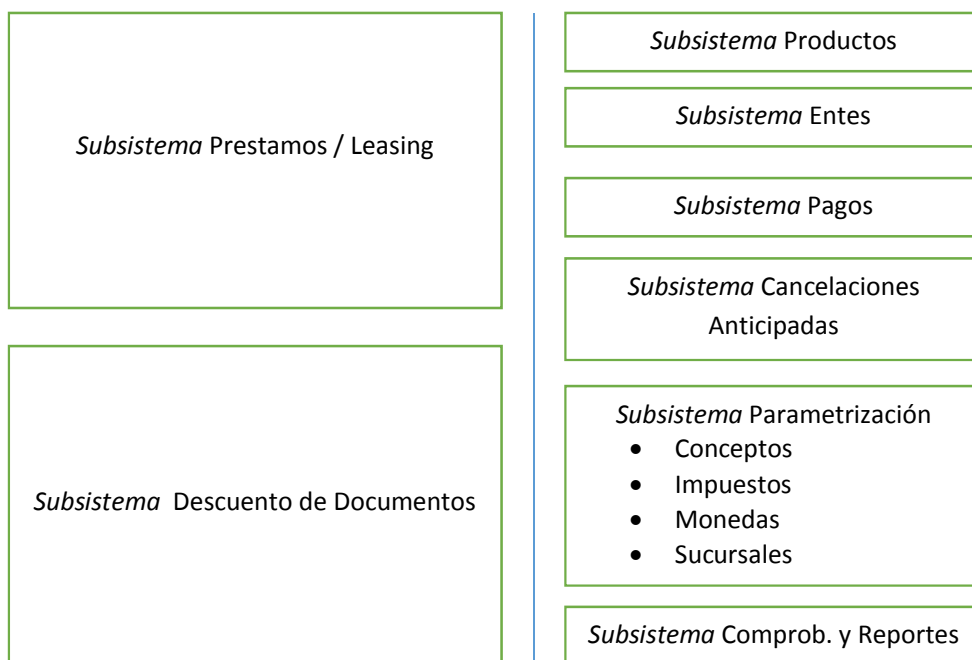 Subsistema Prestamos / Leasing
Subsistema  Descuento de Documentos
Subsistema Productos
Subsistema Entes
Subsistema Pagos
Subsistema Cancelaciones
Anticipadas
Subsistema Parametrización
• Conceptos
• Impuestos
• Monedas
• Sucursales
Subsistema Comprob. y Reportes